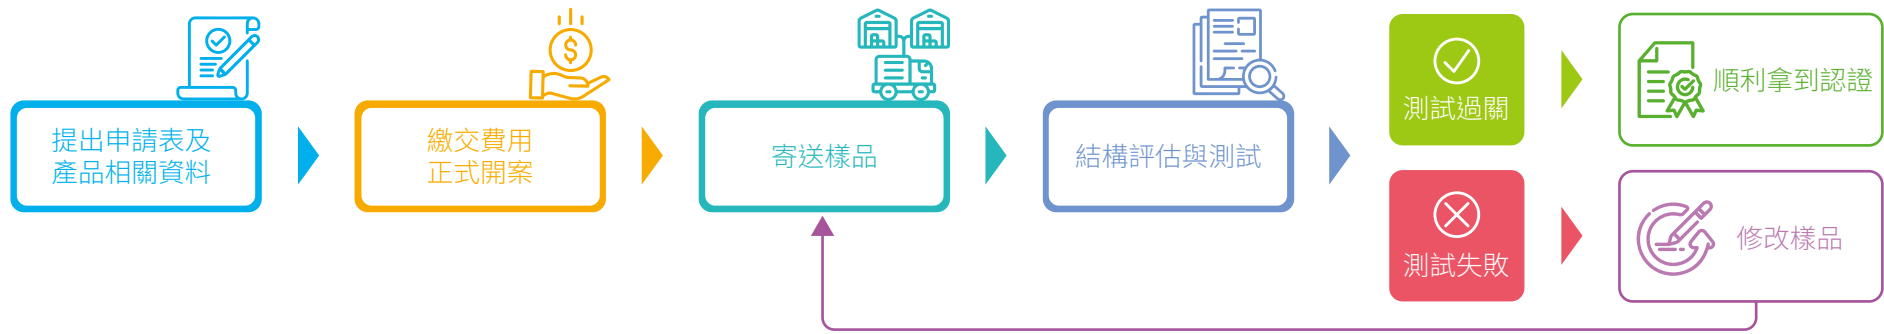 提出申請表及
產品相關資料
繳交費用
正式開案
寄送樣品
結構評估與測試
測試過關
順利拿到認證
測試失敗
修改樣品